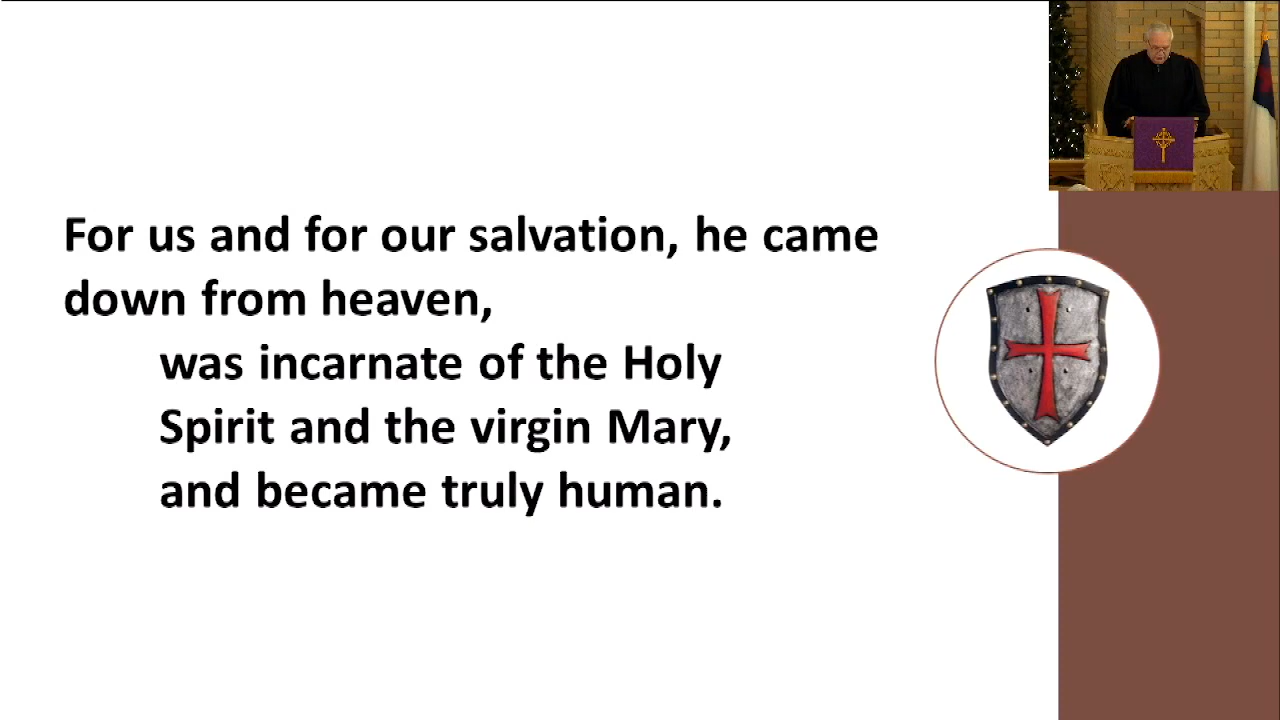 For us and for our salvation, he came
down from heaven,
was incarnate of the Holy
Spirit and the virgin Mary,
and became truly human.